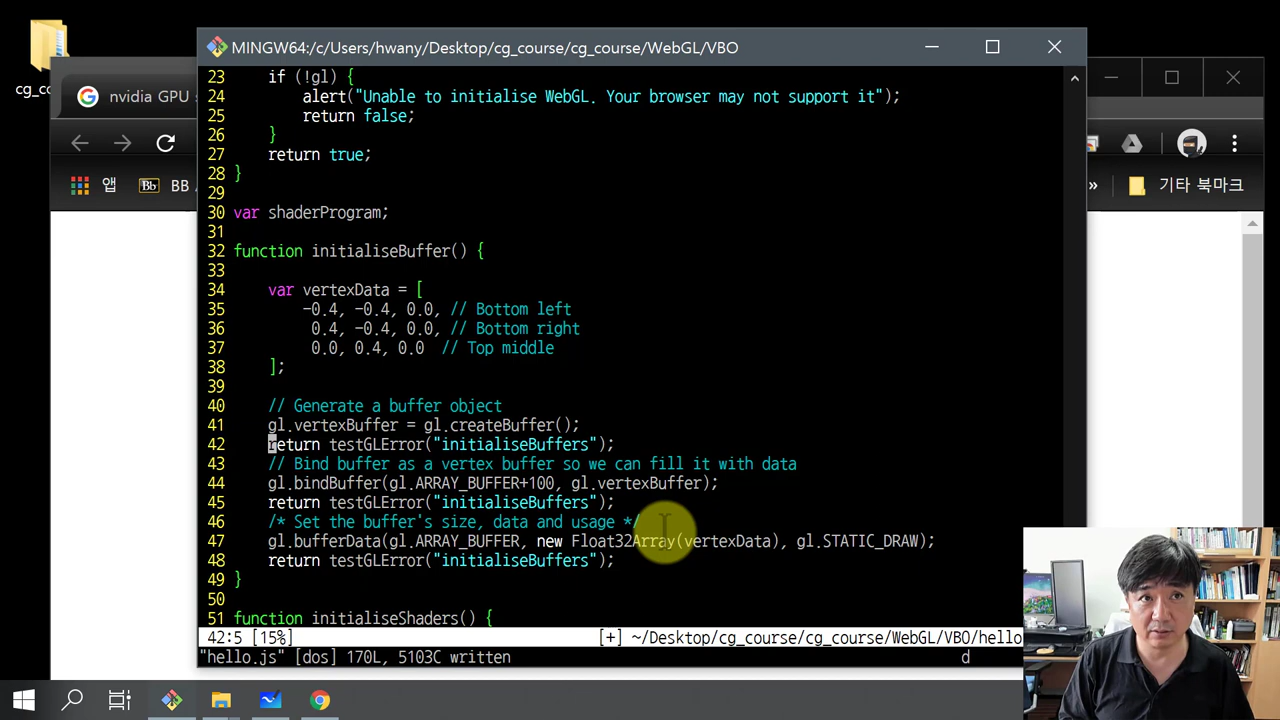 cg_c
MINGW64:/c/Users/hwany/Desktop/cg_course/cg_course/WebGL/VBO
nvidia GPU
앱
Bb BB
»
기타 북마크
23 if (!gl) {
24 alert("Unable to initialise WebGL. Your browser may not support it");
25 return false;
26 }
27 return true;
28 }
29
30 var shaderProgram;
31
32 function initialiseBuffer() {
33
34 var vertexData = [
35 -0.4, -0.4, 0.0, // Bottom left
36 0.4, -0.4, 0.0, // Bottom right
37 0.0, 0.4, 0.0 // Top middle
38 ];
39
40 // Generate a buffer object
41 gl.vertexBuffer = gl.createBuffer();
42 return testGLError("initialiseBuffers");
43 // Bind buffer as a vertex buffer so we can fill it with data
44 gl.bindBuffer(gl.ARRAY_BUFFER+100, gl.vertexBuffer);
45 return testGLError("initialiseBuffers");
46 /* Set the buffer's size, data and usage */
47 gl.bufferData(gl.ARRAY_BUFFER, new Float32Array(vertexData), gl.STATIC_DRAW);
48 return testGLError("initialiseBuffers");
49 }
50
51 function initialiseShaders() {
42:5 [15%] [+] ~/Desktop/cg_course/cg_course/WebGL/VBO/hello
"hello.js" [dos] 170L, 5103C written d